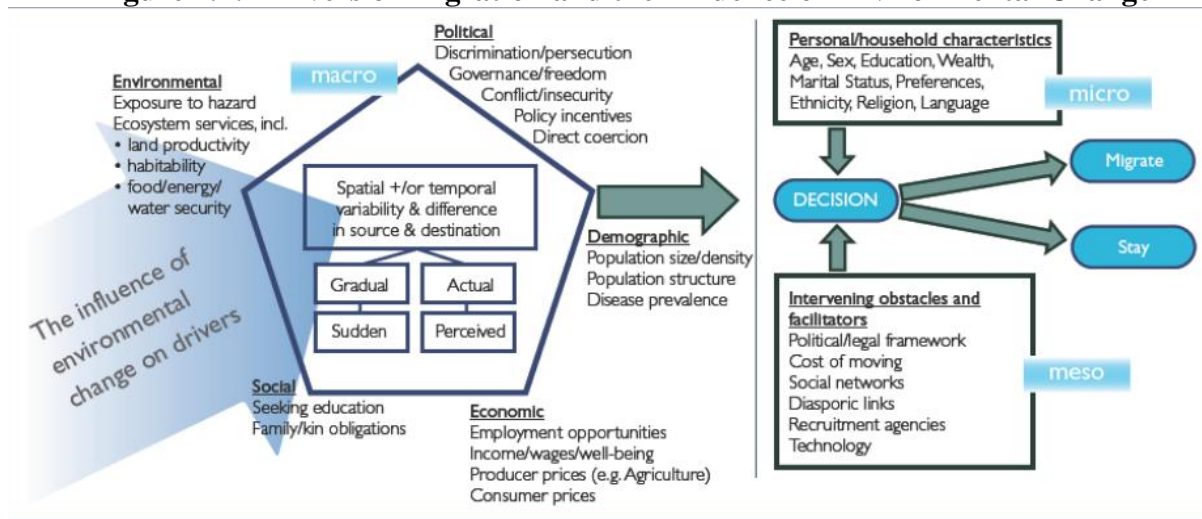 Political
Discrimination/persecution
Governance/freedom
Conflict/insecurity
Policy incentives
Direct coercion
macro
Environmental
Exposure to hazard
Ecosystem services, incl.
• land productivity
• habitability
• food/energy/
water security
Spatial +/or temporal
variability & difference
in source & destination
Gradual
Actual
Sudden
Perceived
The influence of
environmental
change on drivers
Demographic
Population size/density
Population structure
Disease prevalence
Social
Seeking education
Family/kin obligations
Economic
Employment opportunities
Income/wages/well-being
Producer prices (e.g. Agriculture)
Consumer prices
Personal/household characteristics
Age, Sex, Education, Wealth,
Marital Status, Preferences,
Ethnicity, Religion, Language
micro
DECISION
Migrate
Stay
Intervening obstacles and
facilitators
Political/legal framework
Cost of moving
Social networks
Diasporic links
Recruitment agencies
Technology
meso